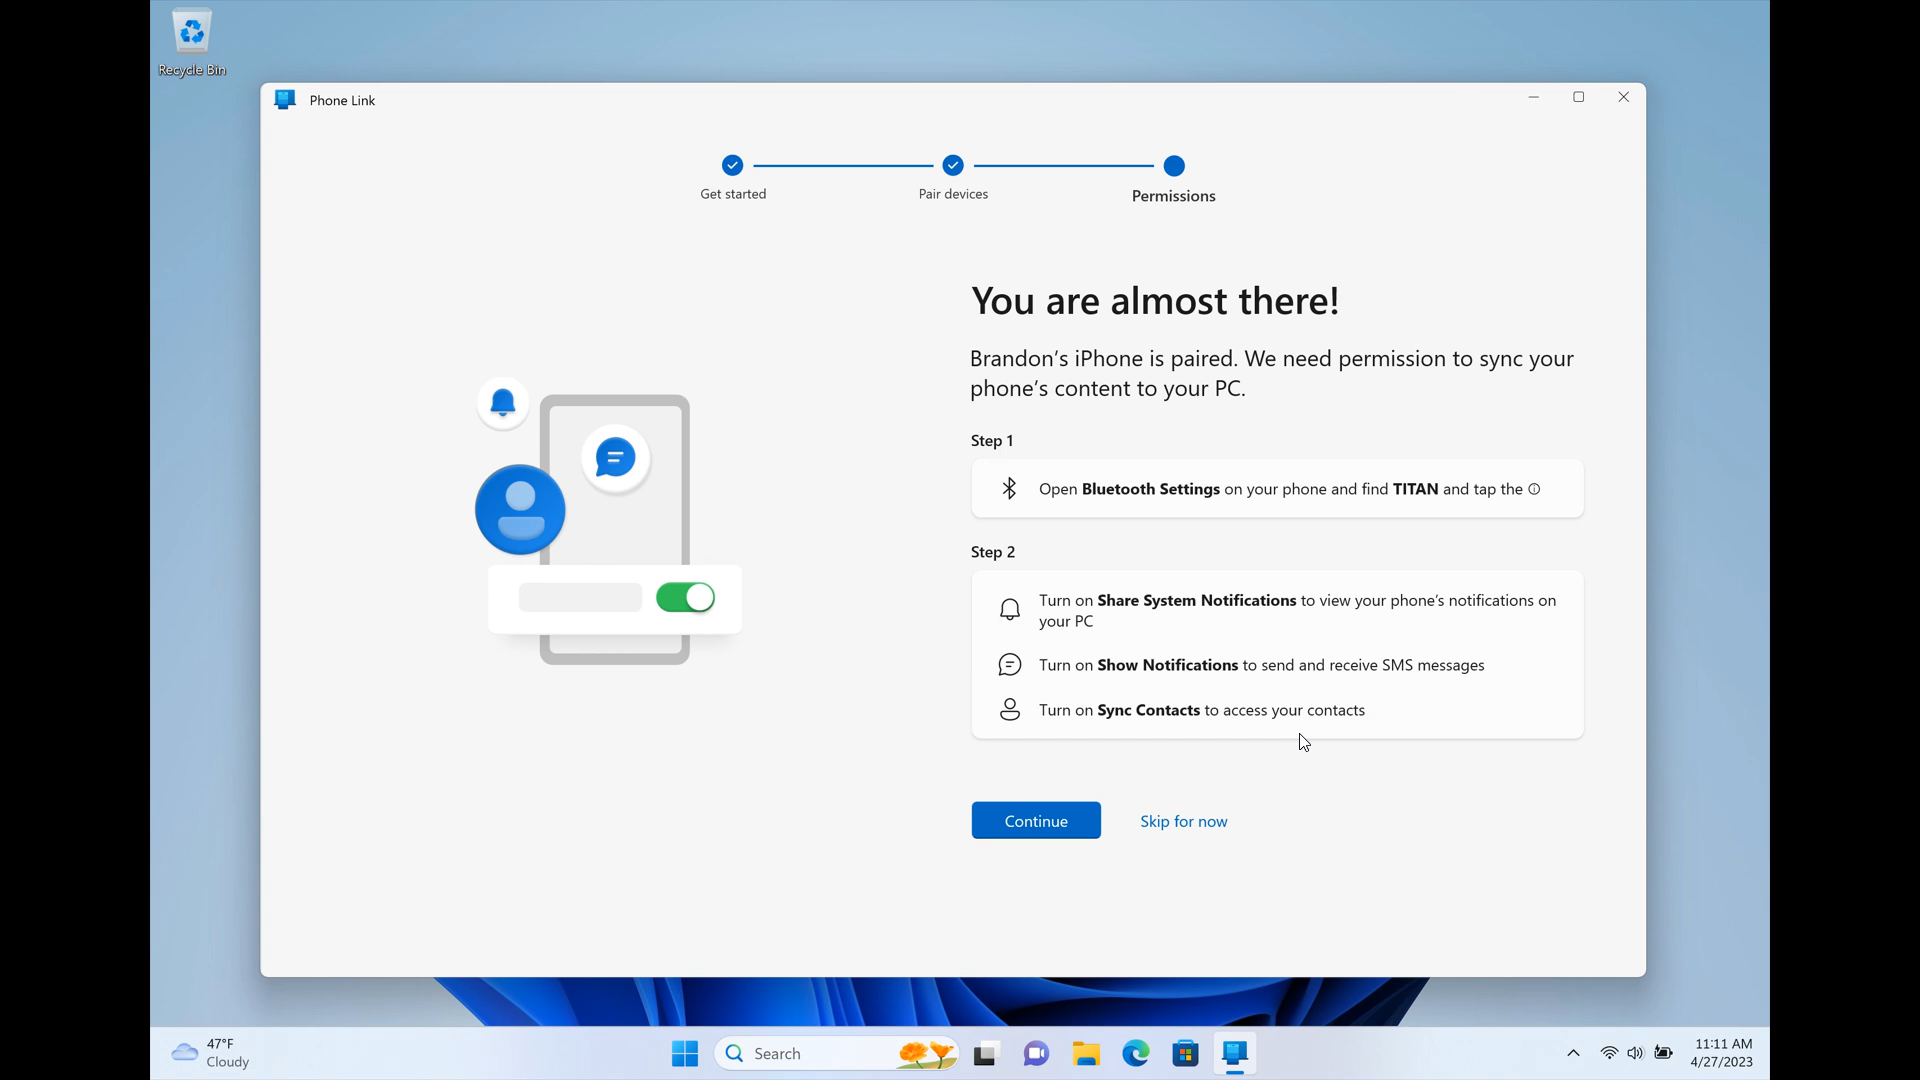 Recycle Bin
Phone Link
Get started
Pair devices
Permissions
You are almost there!
Brandon’s iPhone is paired. We need permission to sync your
phone’s content to your PC.
Step 1
Open Bluetooth Settings on your phone and find TITAN and tap the ⓘ
Step 2
Turn on Share System Notifications to view your phone’s notifications on
your PC
Turn on Show Notifications to send and receive SMS messages
Turn on Sync Contacts to access your contacts
Continue
Skip for now
47°F
Cloudy
Search
11:11 AM
4/27/2023